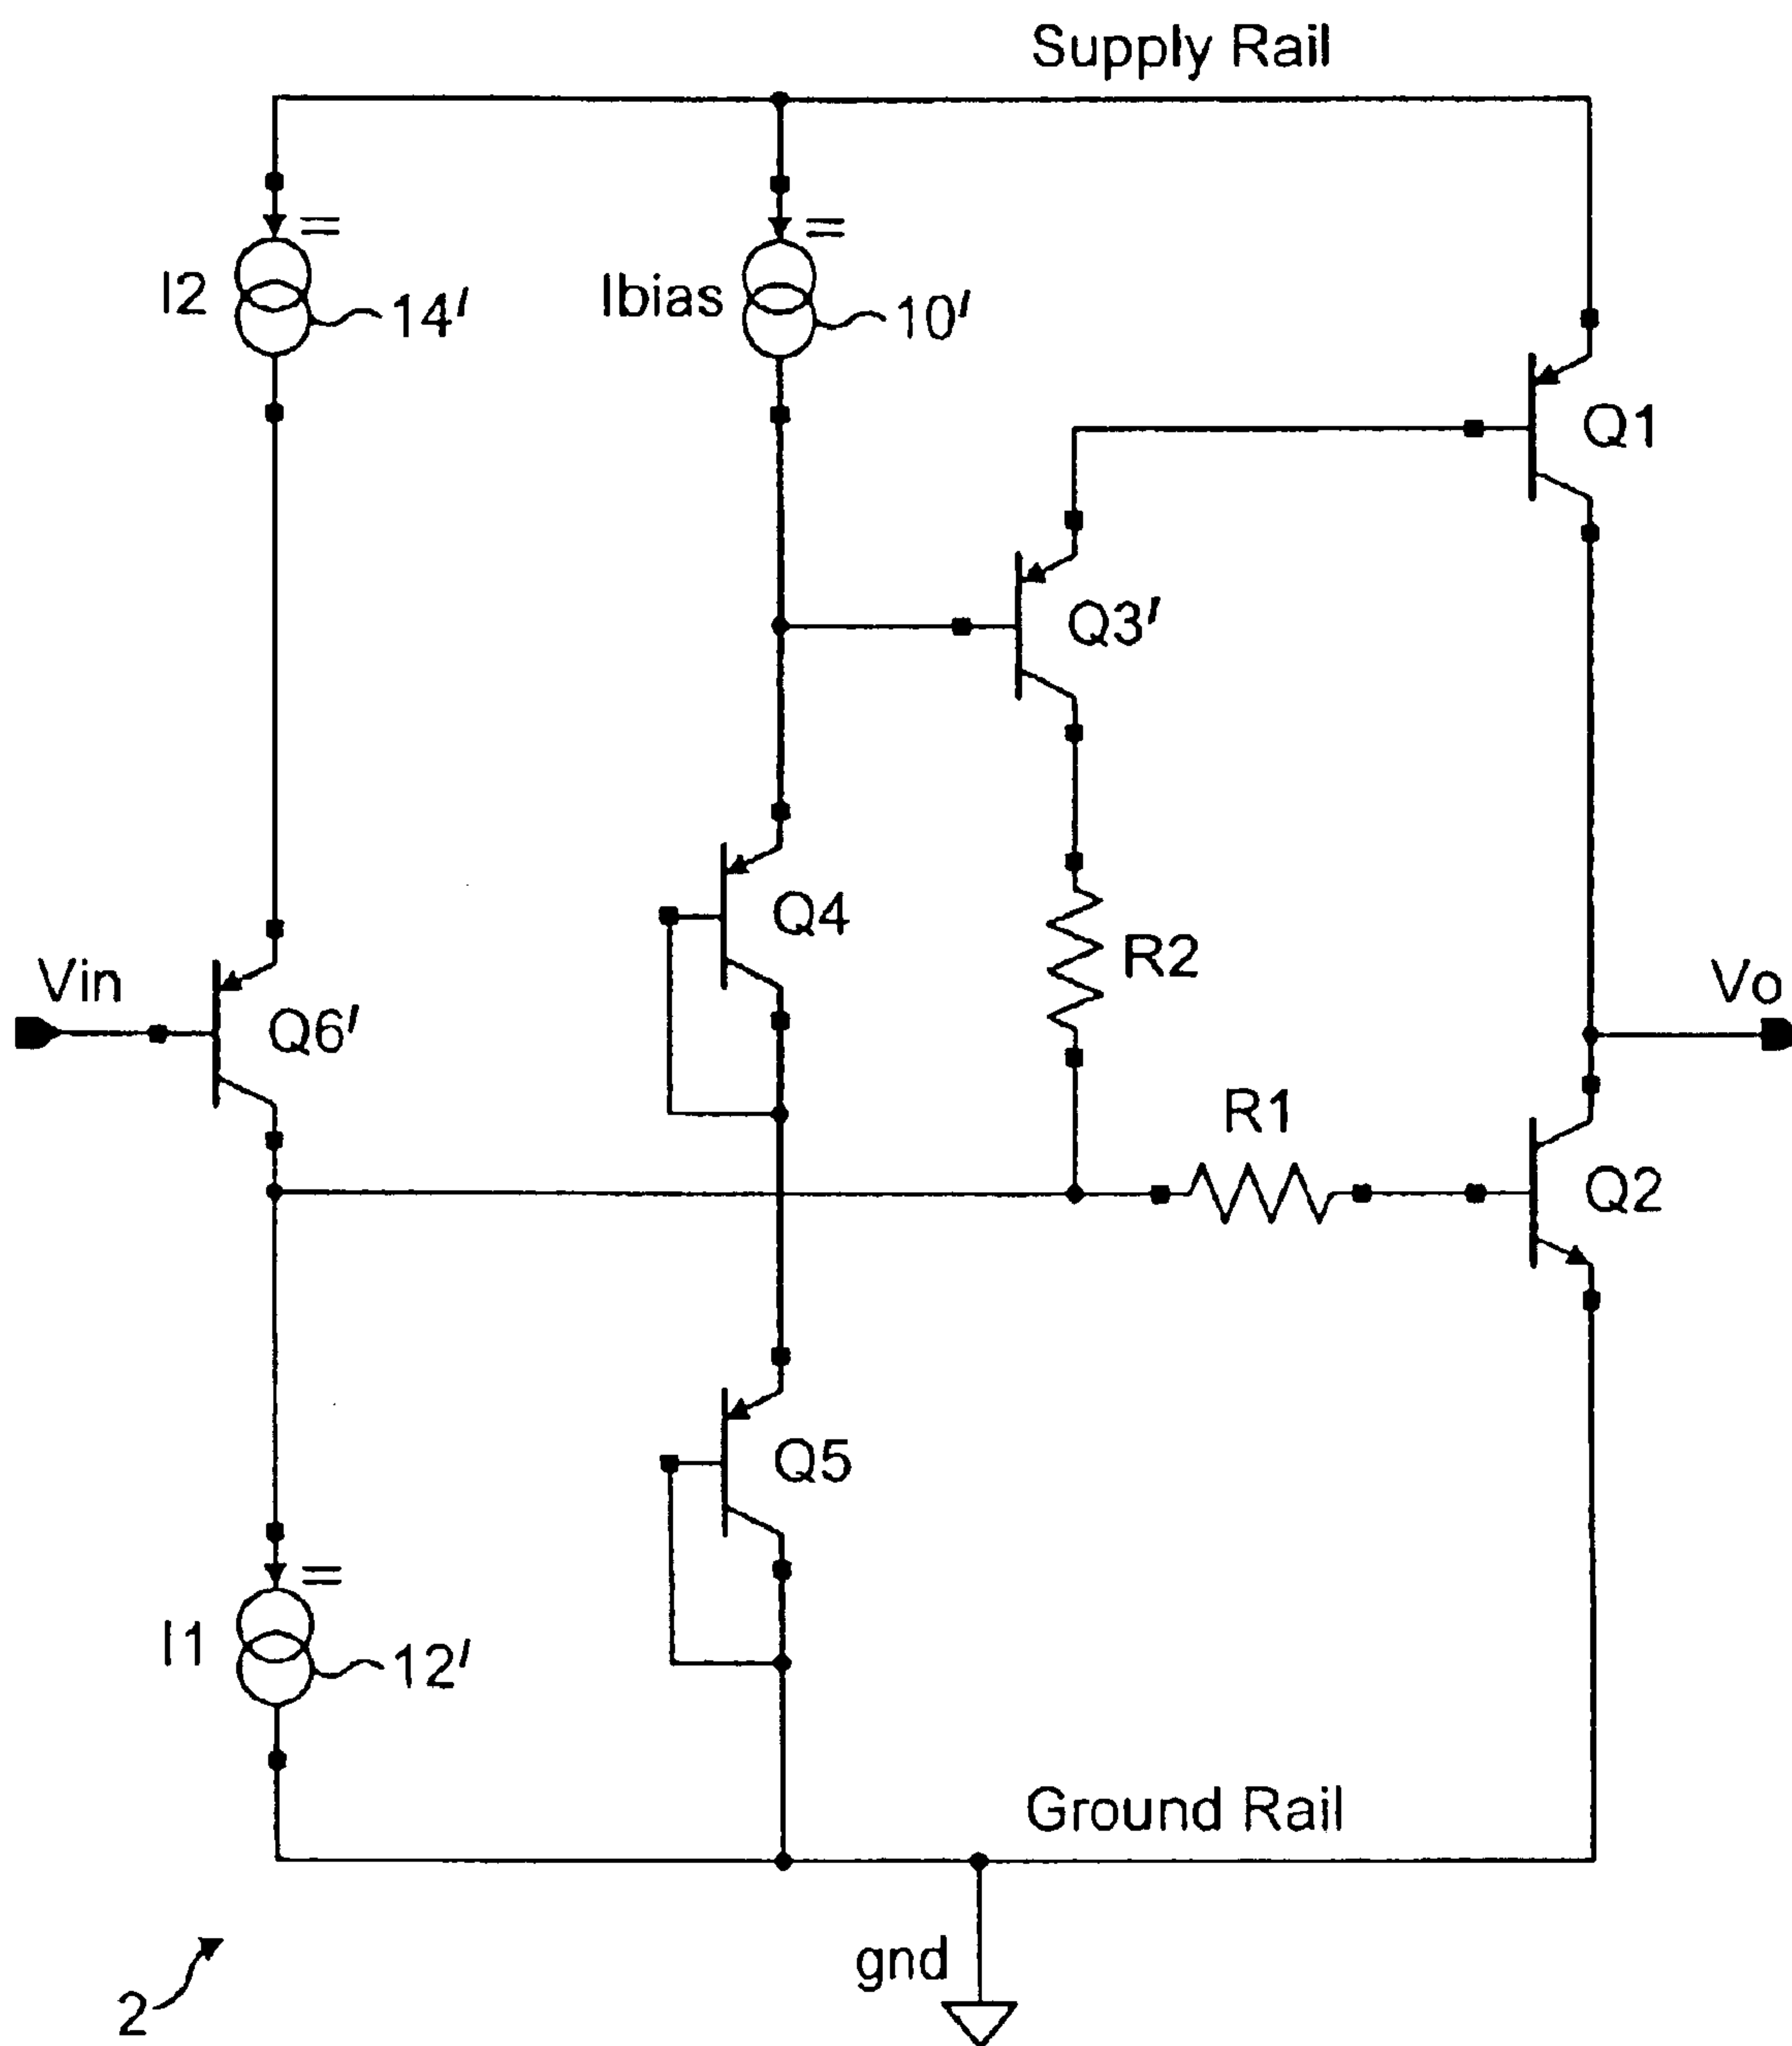 Supply Rail
I2
14'
Ibias
10'
Q1
Q3'
Q4
R2
Vin
Q6'
Vo
R1
Q2
Q5
I1
12'
Ground Rail
gnd
2